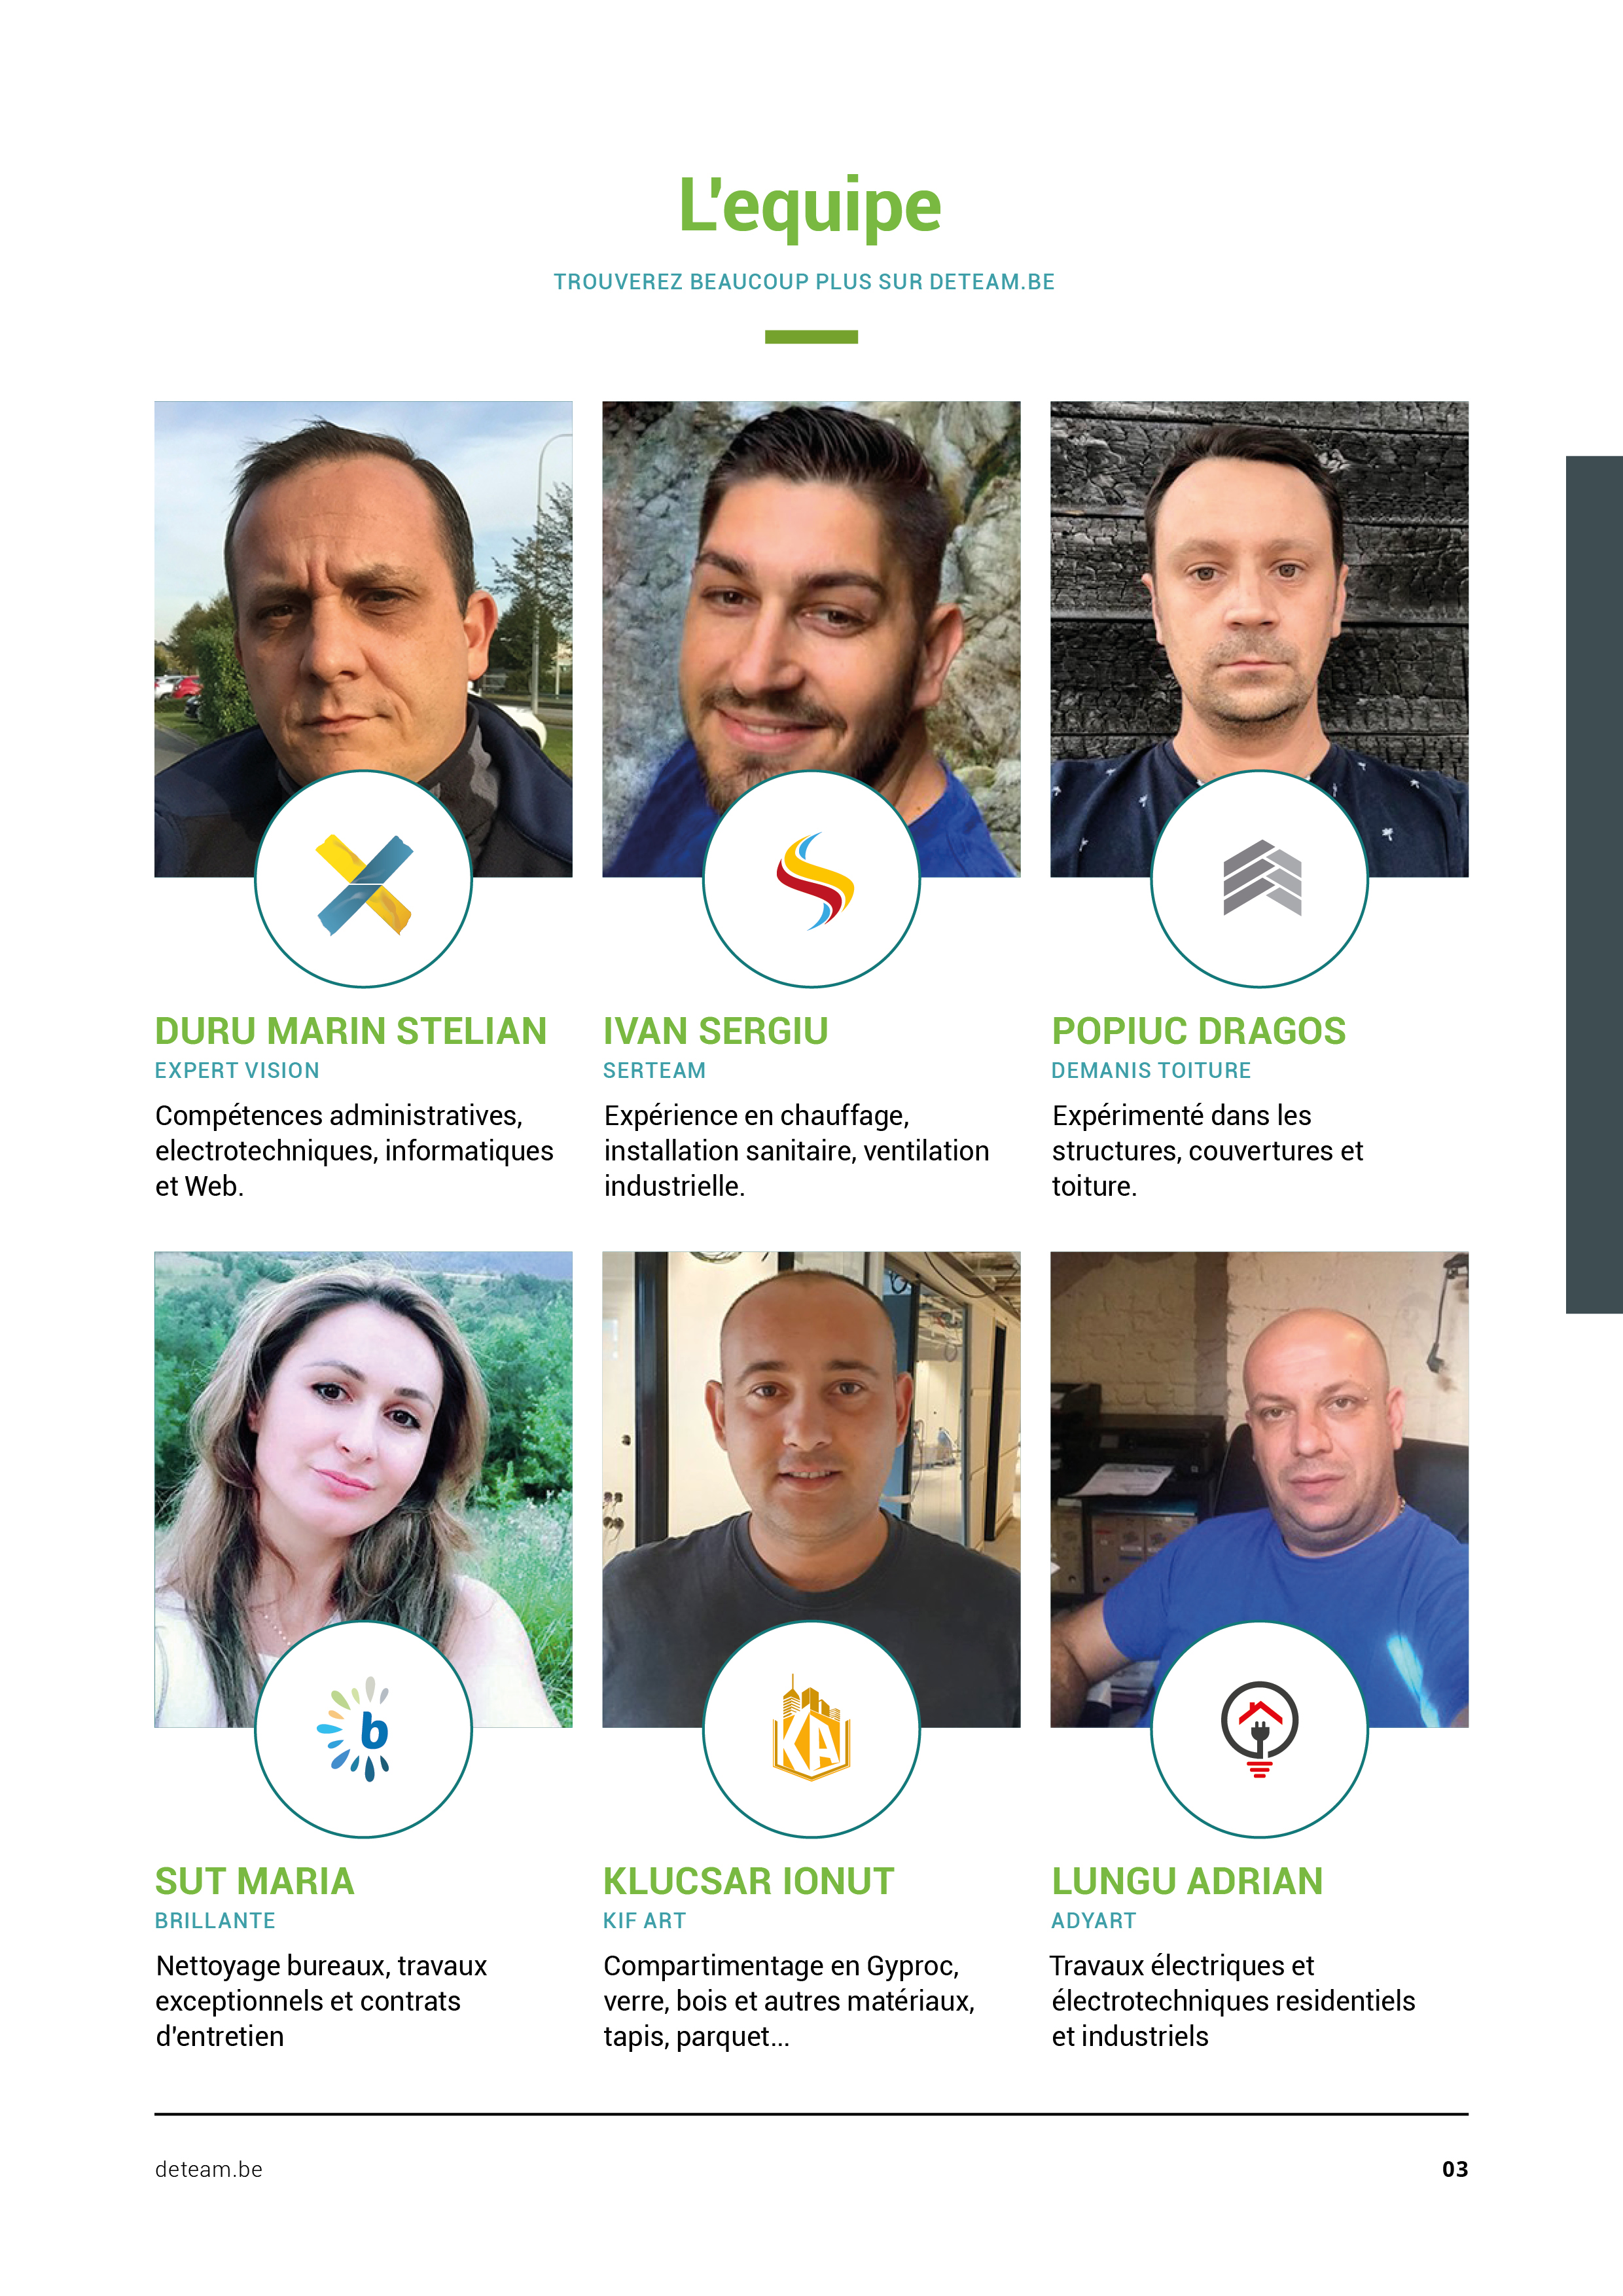 L'equipe
TROUVEREZ BEAUCOUP PLUS SUR DETEAM.BE
DURU MARIN STELIAN
EXPERT VISION
Compétences administratives,
electrotechniques, informatiques
et Web.
IVAN SERGIU
SERTEAM
Expérience en chauffage,
installation sanitaire, ventilation
industrielle.
POPIUC DRAGOS
DEMANIS TOITURE
Expérimenté dans les
structures, couvertures et
toiture.
b
KA
SUT MARIA
BRILLANTE
Nettoyage bureaux, travaux
exceptionnels et contrats
d'entretien
KLUCSAR IONUT
KIF ART
Compartimentage en Gyproc,
verre, bois et autres matériaux,
tapis, parquet...
LUNGU ADRIAN
ADYART
Travaux électriques et
électrotechniques residentiels
et industriels
deteam.be
03